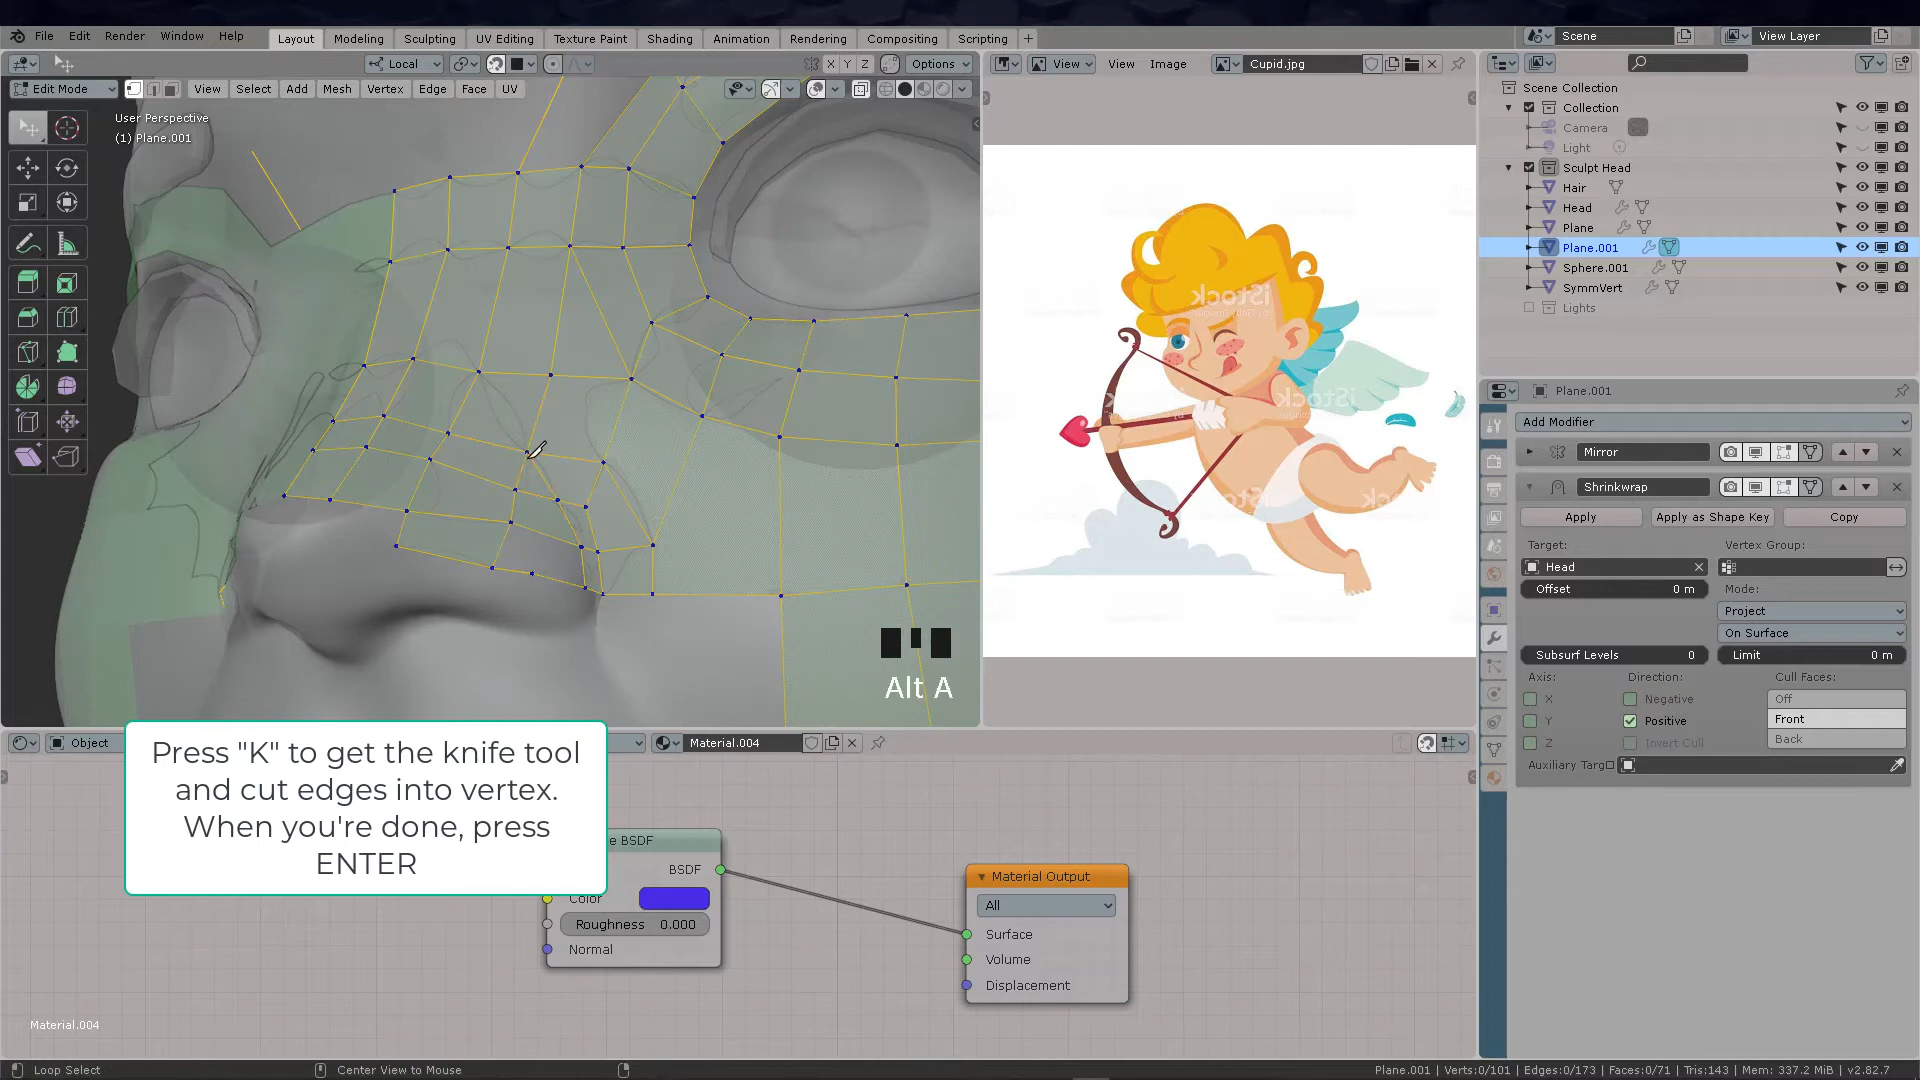 File Edit Render Window Help Layout Modeling Sculpting UV Editing Texture Paint Shading Animation Rendering Compositing Scripting + Scene View Layer
Local X Y Z Options View View Image Cupid.jpg
Edit Mode View Select Add Mesh Vertex Edge Face UV
User Perspective
(1) Plane.001
Scene Collection
Collection
Camera
Light
Sculpt Head
Hair
Head
Plane
Plane.001
Sphere.001
SymmVert
Lights
iStock
iStock
iStock
iStock
Plane.001
Add Modifier
Mirror
Shrinkwrap
Apply Apply as Shape Key Copy
Target: Vertex Group:
Head
Offset 0 m Mode:
Project
On Surface
Subsurf Levels 0 Limit 0 m
Axis: Direction: Cull Faces:
X Negative Off
Y Positive Front
Z Invert Cull Back
Auxiliary Targ
Alt A
Object Material.004
Press "K" to get the knife tool
and cut edges into vertex.
When you're done, press
ENTER
e BSDF
BSDF
Color
Roughness 0.000
Normal
Material Output
All
Surface
Volume
Displacement
Material.004
Loop Select Center View to Mouse Plane.001 | Verts:0/101 | Edges:0/173 | Faces:0/71 | Tris:143 | Mem: 337.2 MiB | v2.82.7